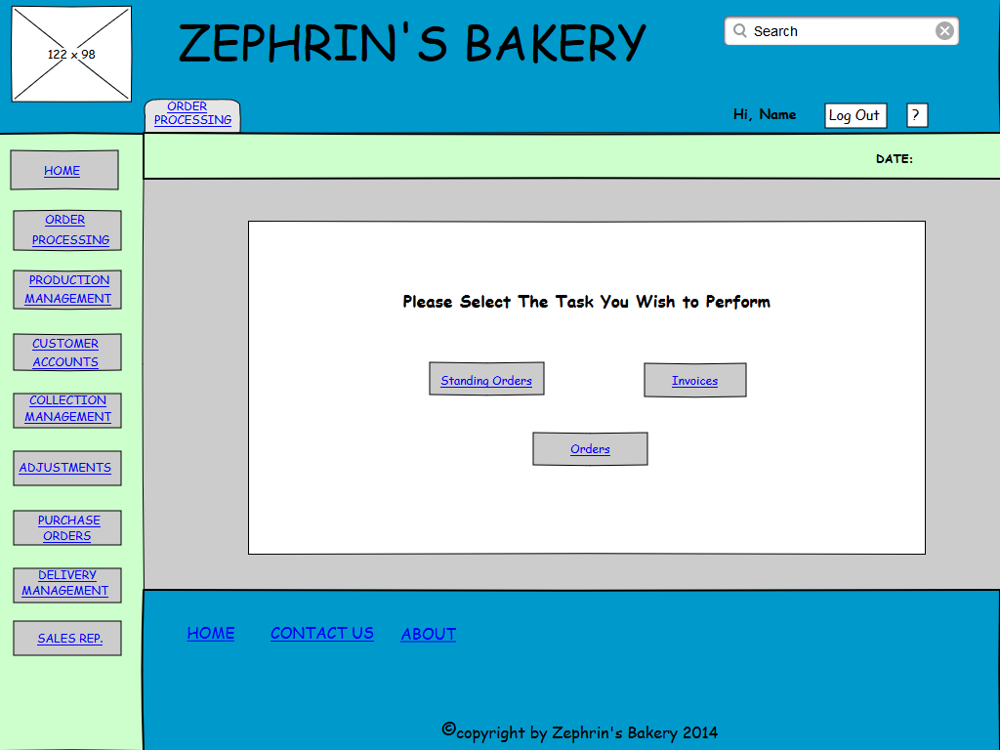 122 x 98
ZEPHRIN'S BAKERY
Search
ORDER
PROCESSING
Hi, Name
Log Out
?
DATE:
HOME
ORDER
PROCESSING
PRODUCTION
MANAGEMENT
CUSTOMER
ACCOUNTS
COLLECTION
MANAGEMENT
ADJUSTMENTS
PURCHASE
ORDERS
DELIVERY
MANAGEMENT
SALES REP.
Please Select The Task You Wish to Perform
Standing Orders
Invoices
Orders
HOME
CONTACT US
ABOUT
©copyright by Zephrin's Bakery 2014